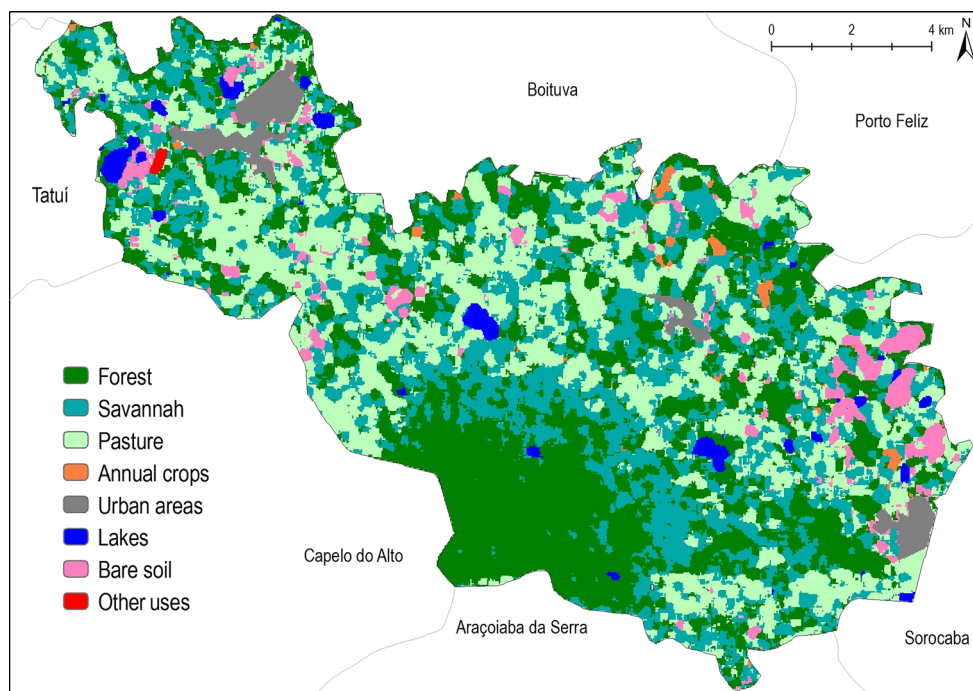 N
0 2 4 km
Boituva
Porto Feliz
Tatuí
Forest
Savannah
Pasture
Annual crops
Urban areas
Lakes
Bare soil
Other uses
Capelo do Alto
Araçoiaba da Serra
Sorocaba